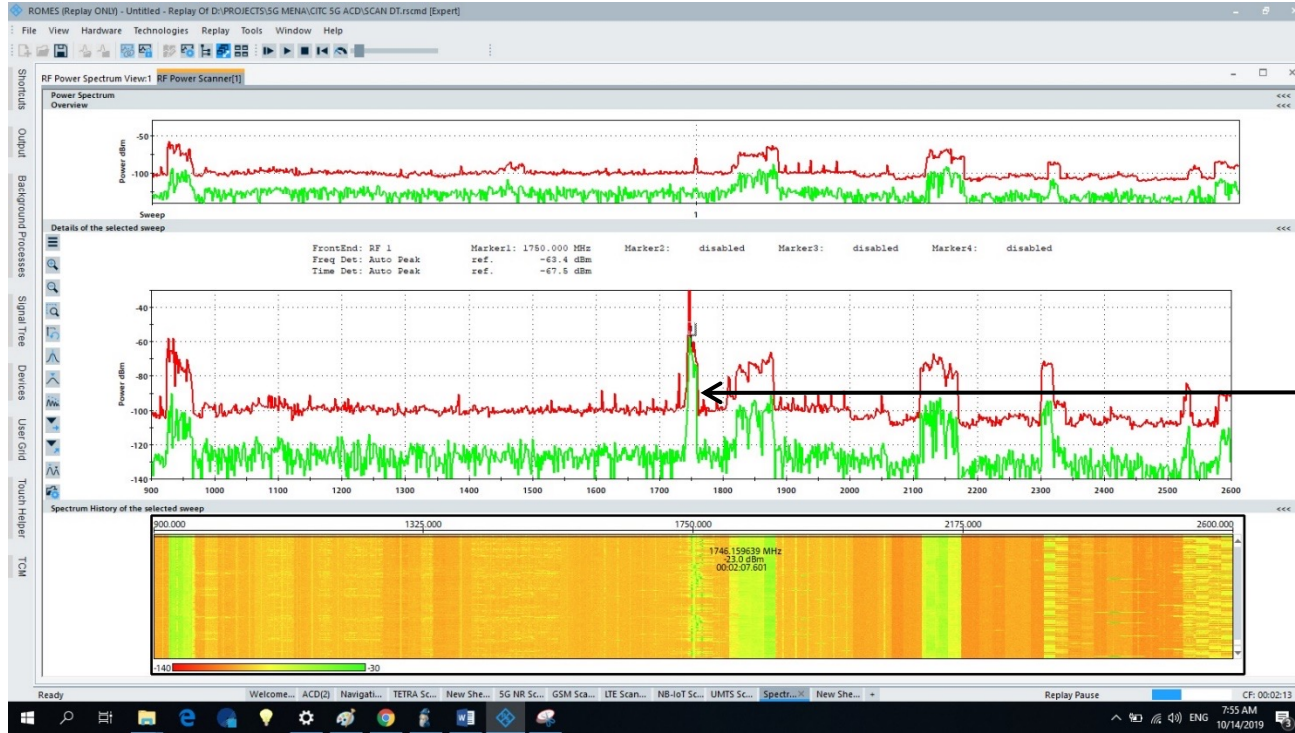 ROMES (Replay ONLY) - Untitled - Replay Of D:\PROJECTS\5G MENA\CITC 5G ACD\SCAN DT.rscmd [Expert]
File View Hardware Technologies Replay Tools Window Help
Shortcuts
Output
Background Processes
Signal Tree
Devices
User Grid
Touch Helper
TCM
RF Power Spectrum View:1 RF Power Scanner[1]
Power Spectrum
<<<
Overview
<<<
Power dBm
-50
-100
Sweep
1
Details of the selected sweep
<<<
FrontEnd: RF 1 Marker1: 1750.000 MHz Marker2: disabled Marker3: disabled Marker4: disabled
Freq Det: Auto Peak ref. -63.4 dBm
Time Det: Auto Peak ref. -67.5 dBm
Power dBm
-40
-60
-80
-100
-120
-140
900 1000 1100 1200 1300 1400 1500 1600 1700 1800 1900 2000 2100 2200 2300 2400 2500 2600
Spectrum History of the selected sweep
<<<
900.000 1325.000 1750.000 2175.000 2600.000
1746.159639 MHz
-23.0 dBm
00:02:07.601
-140 -30
Ready Welcome... ACD(2) Navigati... TETRA Sc... New She... 5G NR Sc... GSM Sca... LTE Scan... NB-IoT Sc... UMTS Sc... Spectr... New She... + Replay Pause CF: 00:02:13
ENG
7:55 AM
10/14/2019
3